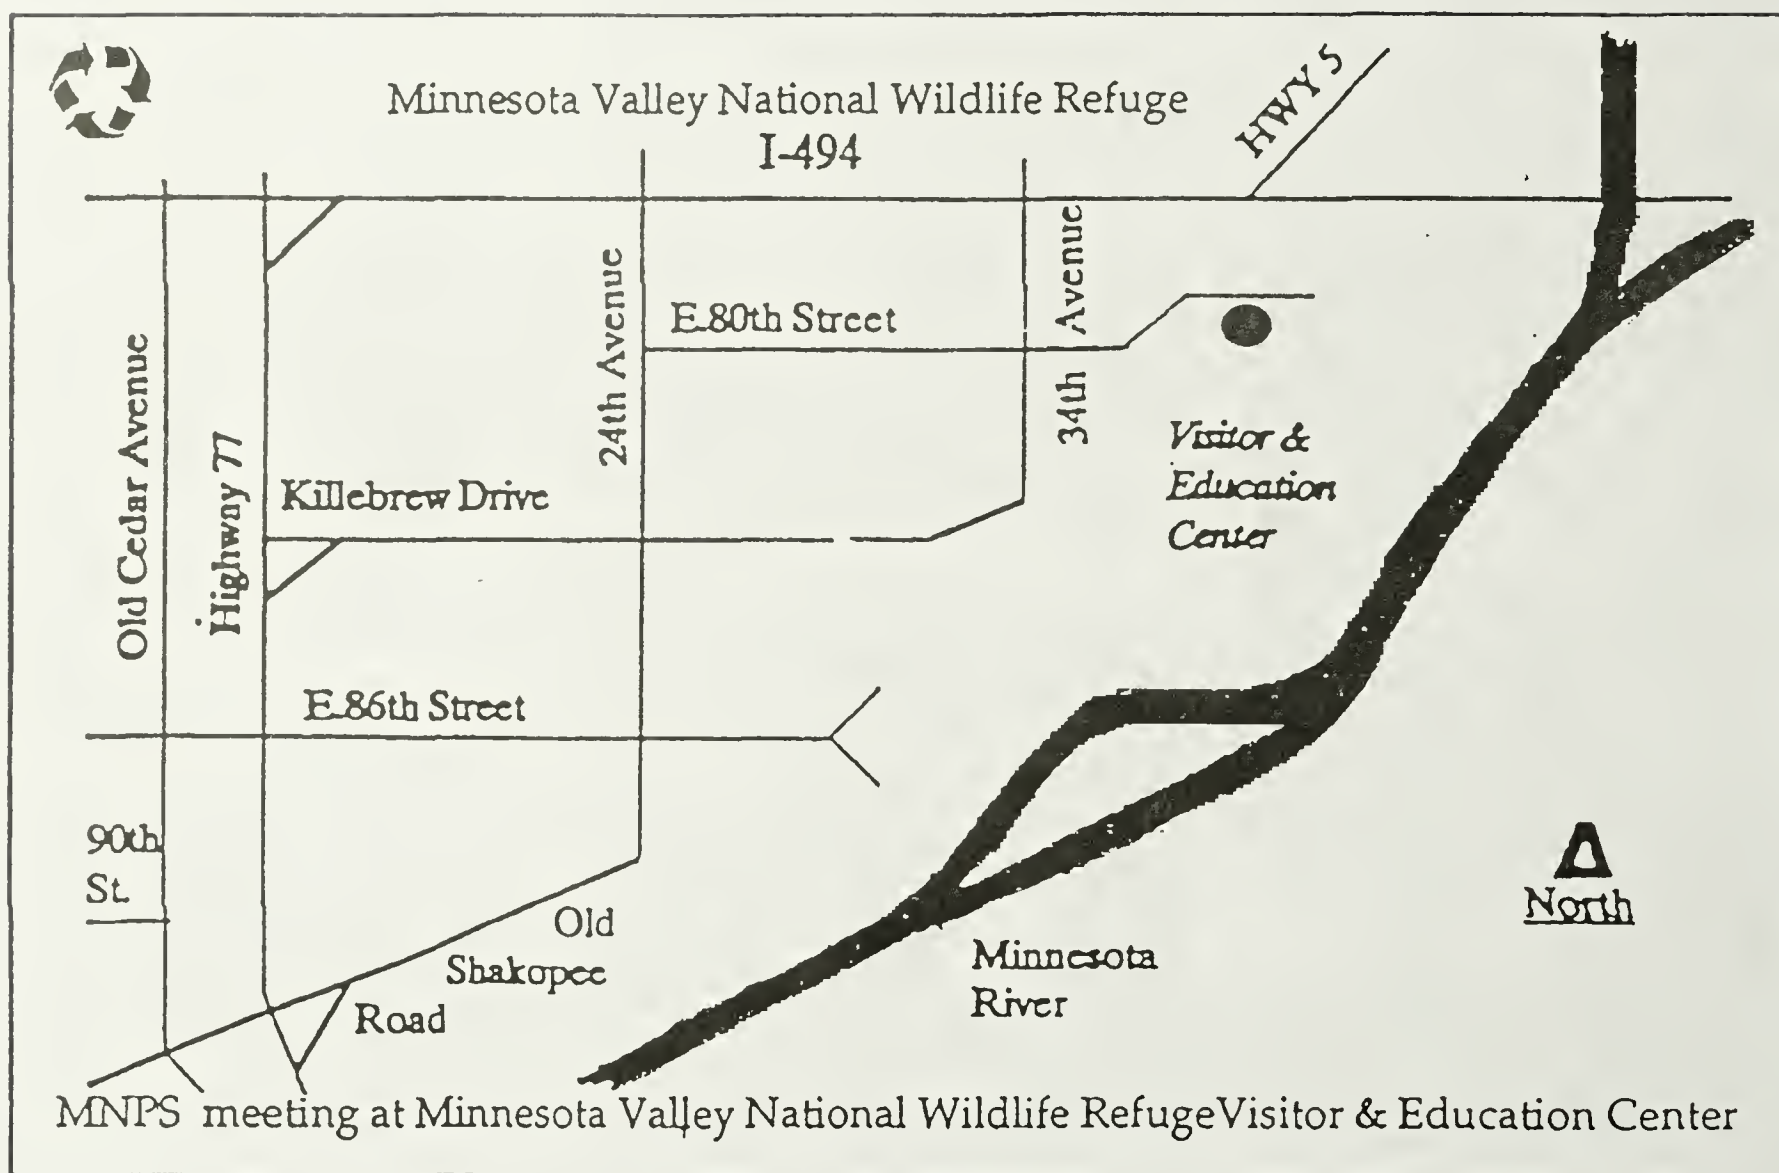 Minnesota Valley National Wildlife Refuge
I-494
HWY 5
Old Cedar Avenue
Highway 77
24th Avenue
34th Avenue
E.80th Street
Killebrew Drive
Visitor &
Education
Center
E.86th Street
90th
St.
Old
Shakopee
Road
Minnesota
River
North
MNPS meeting at Minnesota Valley National Wildlife RefugeVisitor & Education Center